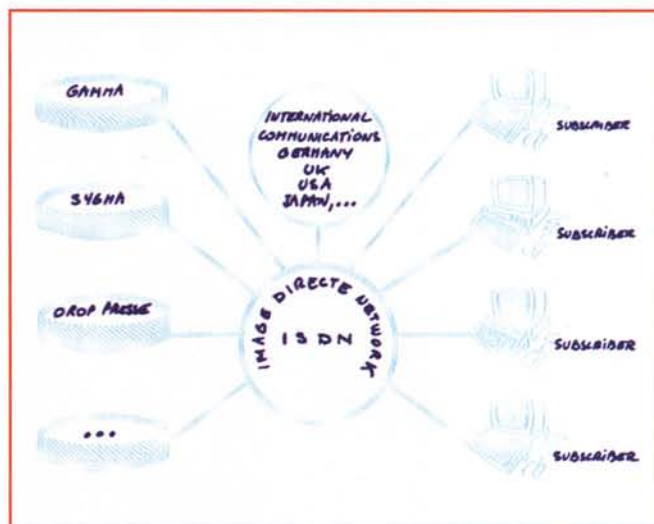 GAMMA
SYGMA
DROP PRESSE
...
INTERNATIONAL
COMMUNICATIONS
GERMANY
UK
USA
JAPAN,...
IMAGE DIRECTE NETWORK
ISDN
SUBSCRIBER
SUBSCRIBER
SUBSCRIBER
SUBSCRIBER